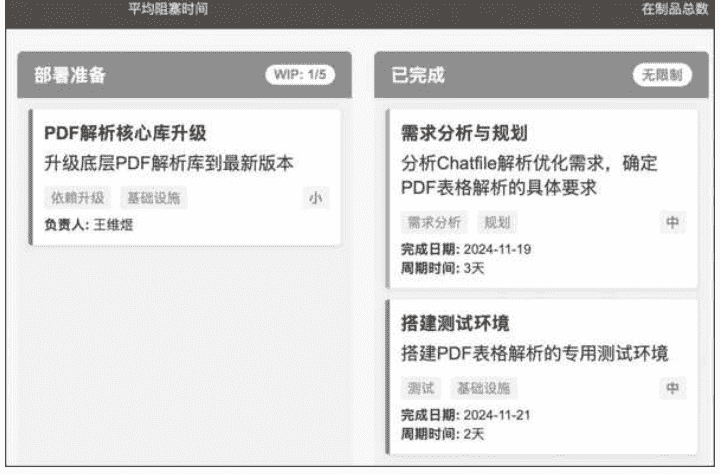 平均阻塞时间
在制品总数
部署准备
WIP: 1/5
PDF解析核心库升级
升级底层PDF解析库到最新版本
依赖升级 基础设施 小
负责人: 王维煜
已完成
无限制
需求分析与规划
分析Chatfile解析优化需求，确定
PDF表格解析的具体要求
需求分析 规划 中
完成日期: 2024-11-19
周期时间: 3天
搭建测试环境
搭建PDF表格解析的专用测试环境
测试 基础设施 中
完成日期: 2024-11-21
周期时间: 2天